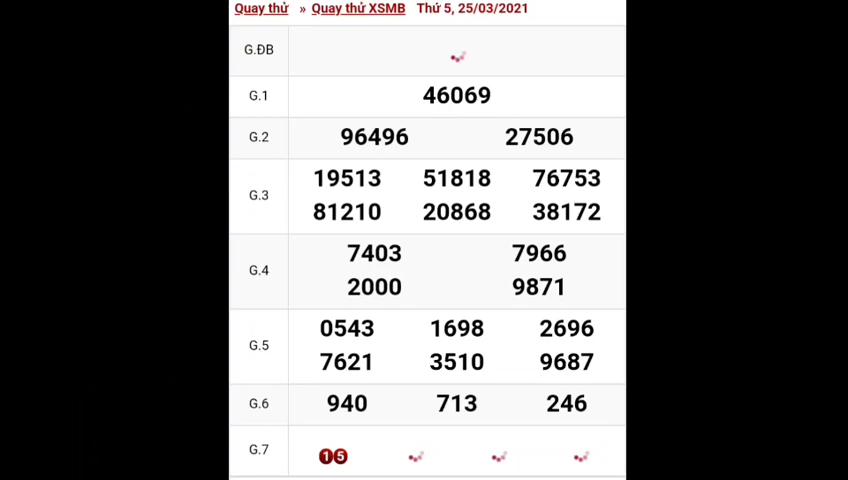 Quay thử » Quay thử XSMB Thứ 5, 25/03/2021
G.ĐB
G.1 46069
G.2 96496 27506
G.3 19513 51818 76753
81210 20868 38172
G.4 7403 7966
2000 9871
G.5 0543 1698 2696
7621 3510 9687
G.6 940 713 246
G.7 15